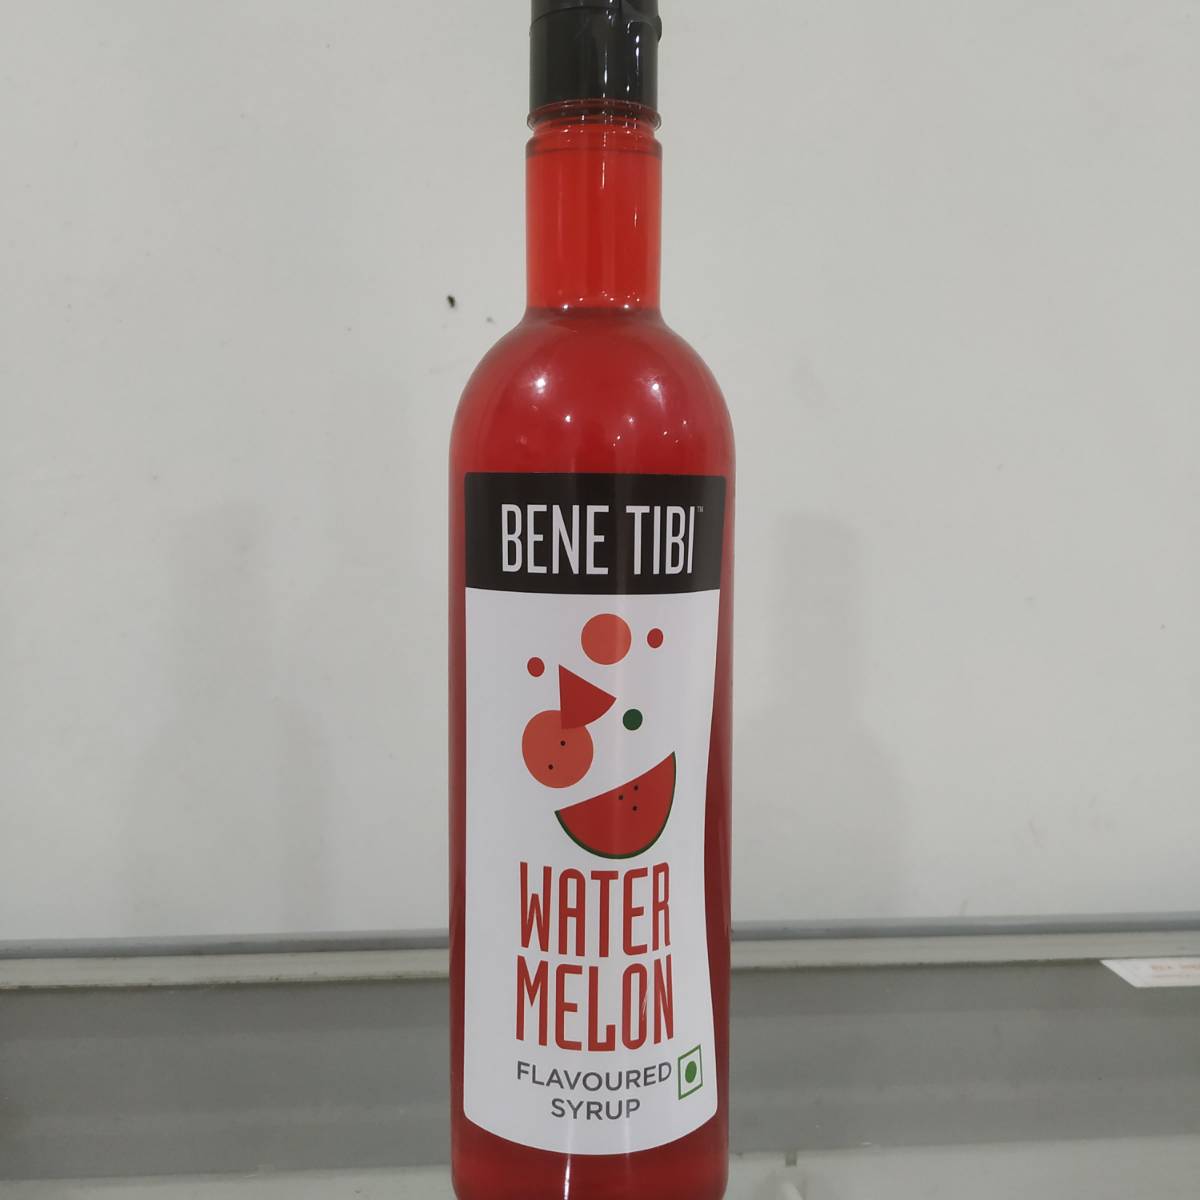 BENE TIBI™
WATER
MELON
FLAVOURED
SYRUP